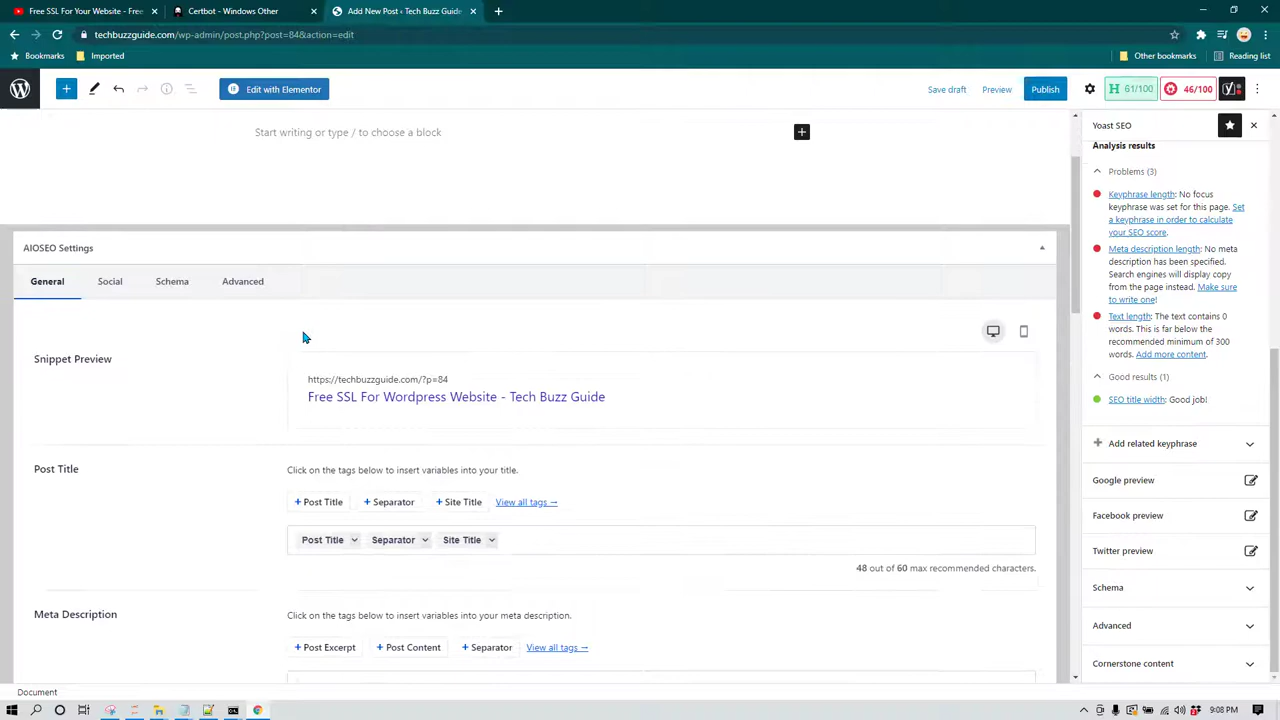 Free SSL For Your Website - Free
Certbot - Windows Other
Add New Post ‹ Tech Buzz Guide
techbuzzguide.com/wp-admin/post.php?post=84&action=edit
Bookmarks
Imported
Other bookmarks
Reading list
Edit with Elementor
Save draft
Preview
Publish
61/100
46/100
Start writing or type / to choose a block
Yoast SEO
Analysis results
Problems (3)
Keyphrase length: No focus
keyphrase was set for this page. Set
a keyphrase in order to calculate
your SEO score.
Meta description length: No meta
description has been specified.
Search engines will display copy
from the page instead. Make sure
to write one!
Text length: The text contains 0
words. This is far below the
recommended minimum of 300
words. Add more content.
Good results (1)
SEO title width: Good job!
Add related keyphrase
Google preview
Facebook preview
Twitter preview
Schema
Advanced
Cornerstone content
AIOSEO Settings
General
Social
Schema
Advanced
Snippet Preview
https://techbuzzguide.com/?p=84
Free SSL For Wordpress Website - Tech Buzz Guide
Post Title
Click on the tags below to insert variables into your title.
+ Post Title
+ Separator
+ Site Title
View all tags →
Post Title
Separator
Site Title
48 out of 60 max recommended characters.
Meta Description
Click on the tags below to insert variables into your meta description.
+ Post Excerpt
+ Post Content
+ Separator
View all tags →
Document
9:08 PM